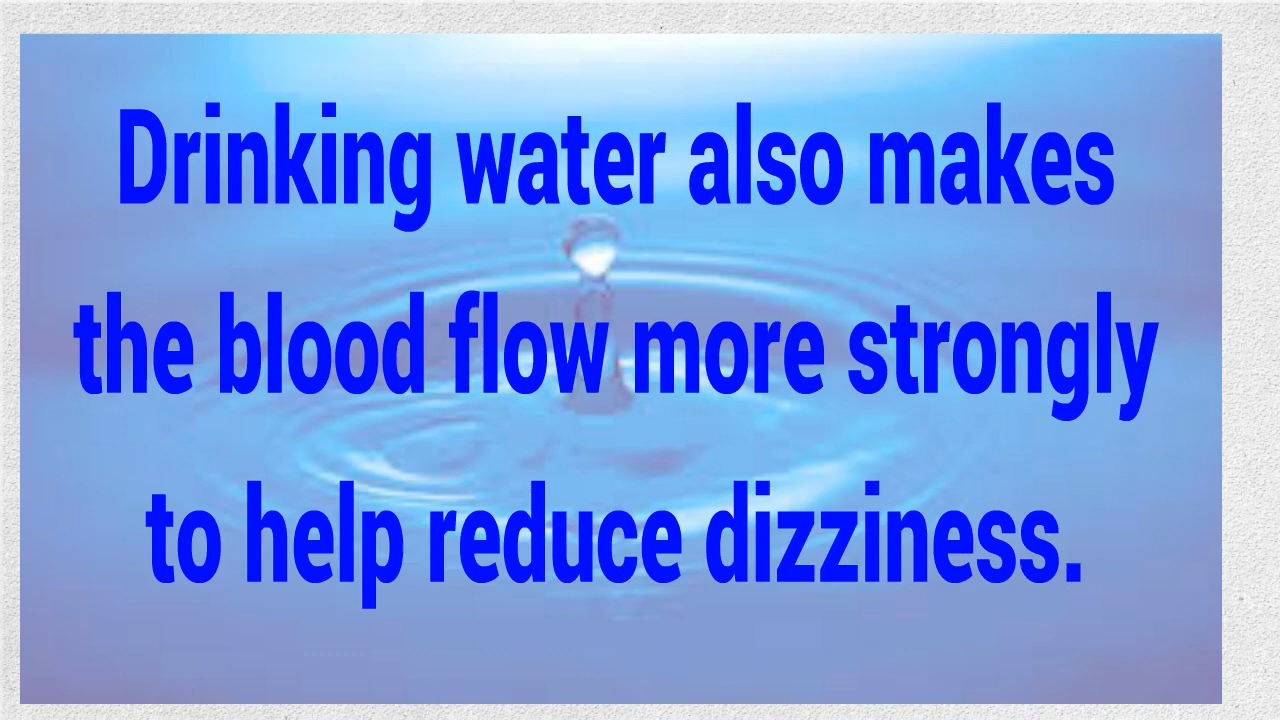 Drinking water also makes
the blood flow more strongly
to help reduce dizziness.